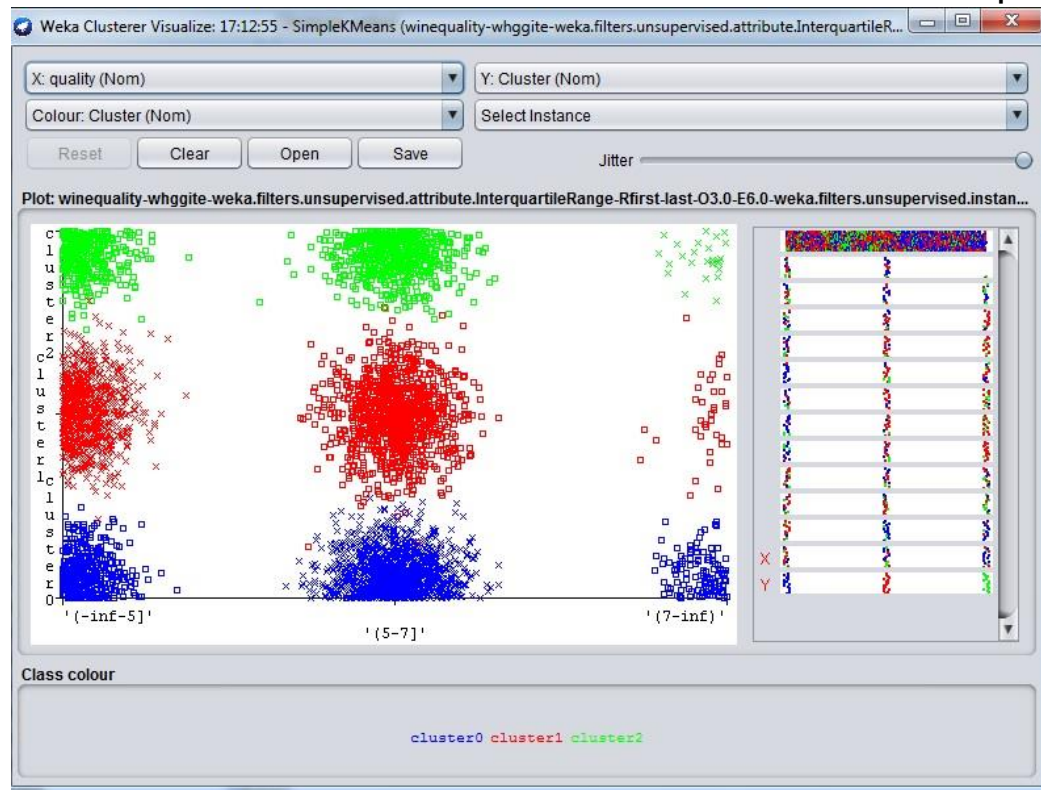 Weka Clusterer Visualize: 17:12:55 - SimpleKMeans (winequality-whggite-weka.filters.unsupervised.attribute.InterquartileR...
X: quality (Nom)
Y: Cluster (Nom)
Colour: Cluster (Nom)
Select Instance
Reset
Clear
Open
Save
Jitter
Plot: winequality-whggite-weka.filters.unsupervised.attribute.InterquartileRange-Rfirst-last-O3.0-E6.0-weka.filters.unsupervised.instan...
cluster2
cluster1
cluster0
'(-inf-5]'
'(5-7]'
'(7-inf)'
X
Y
Class colour
cluster0 cluster1 cluster2